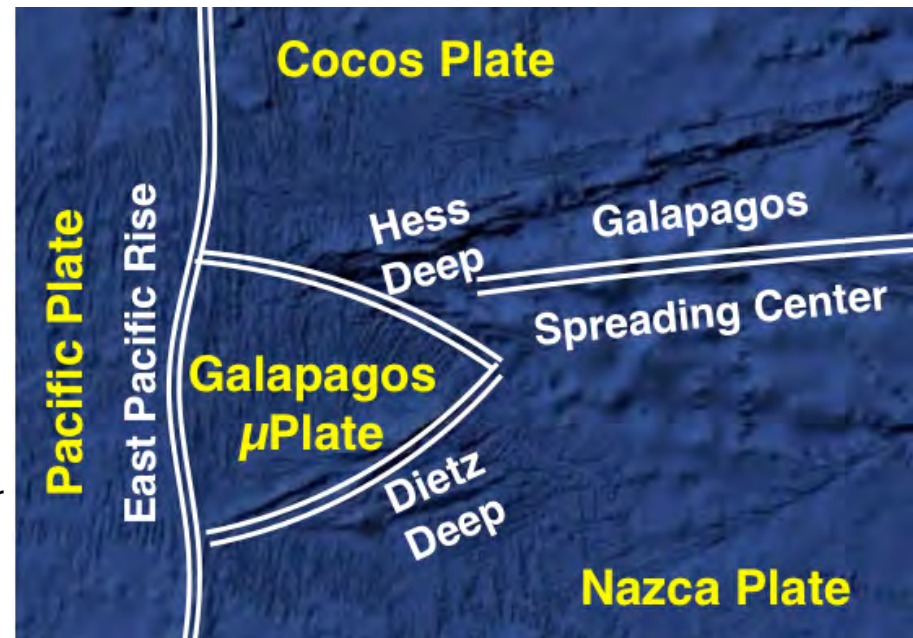 Cocos Plate
Pacific Plate
East Pacific Rise
Hess
Deep
Galapagos
Spreading Center
Galapagos
µPlate
Dietz
Deep
Nazca Plate